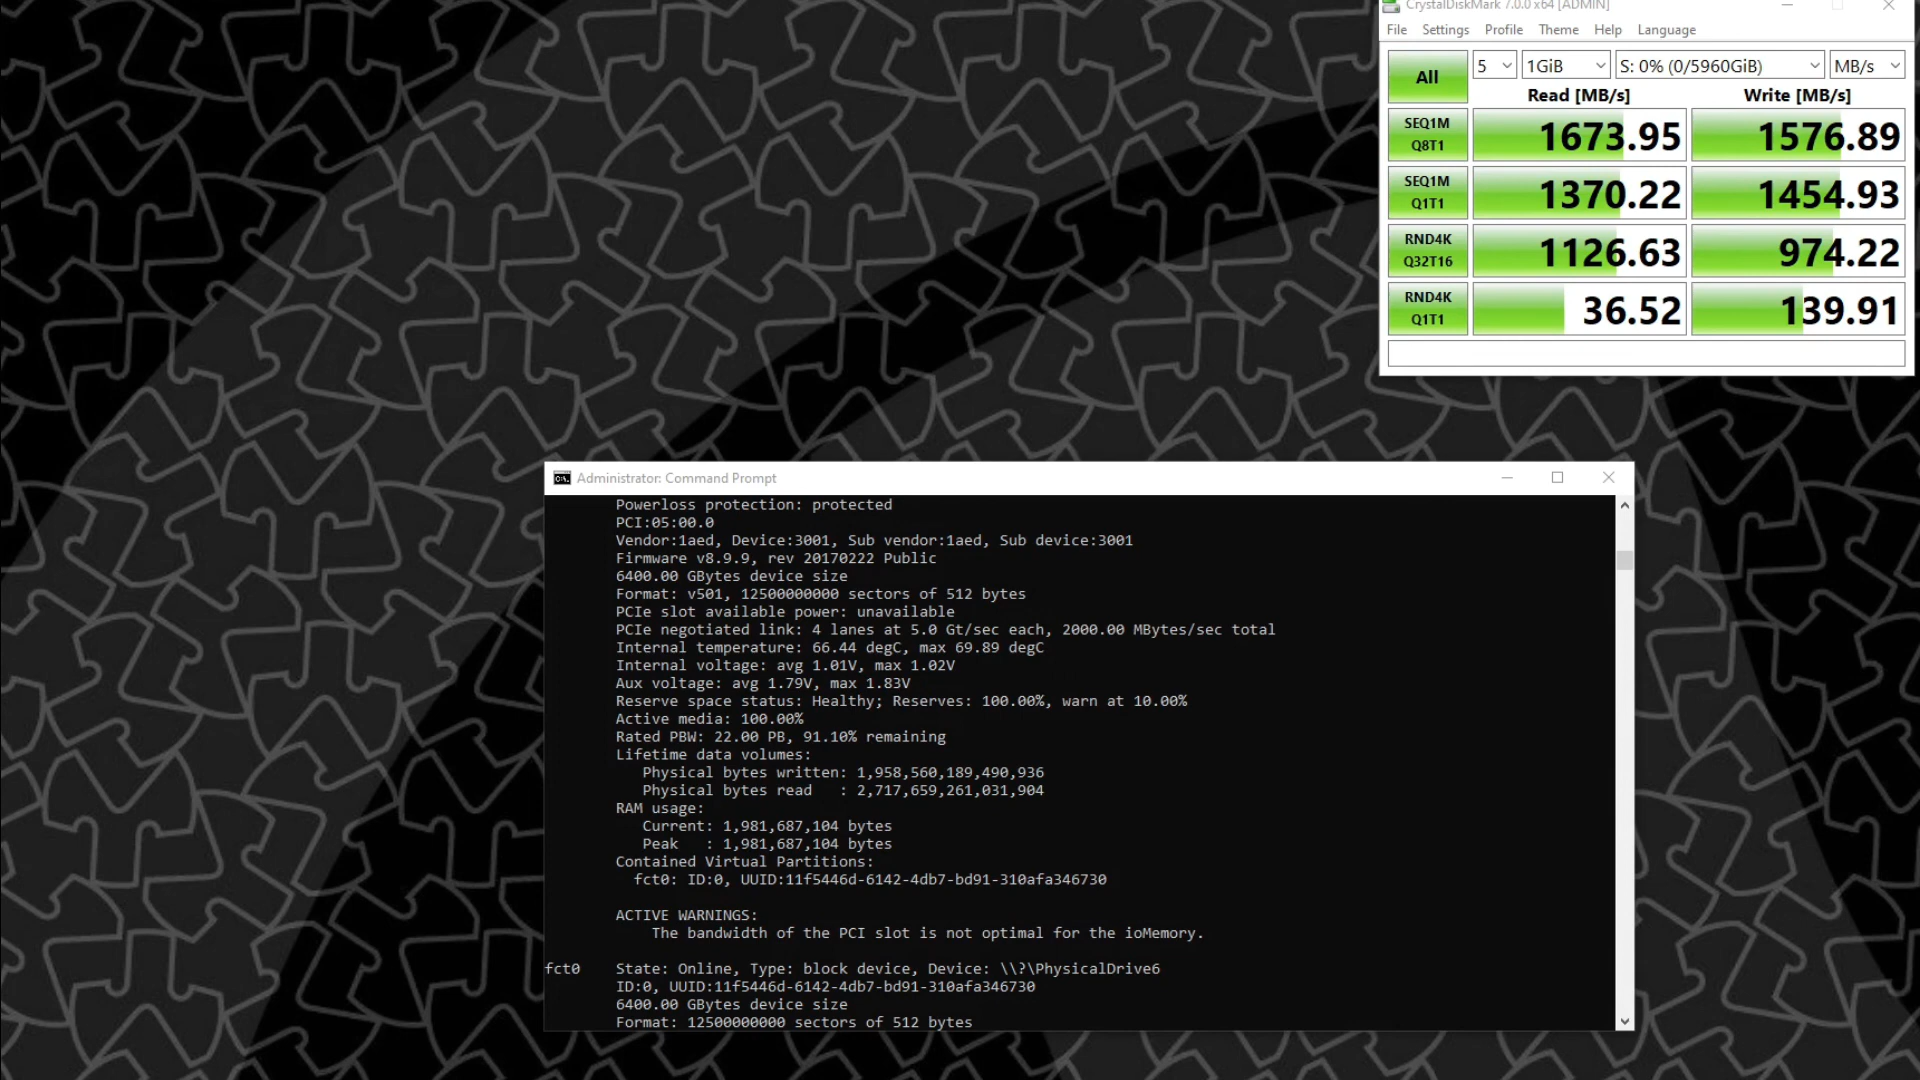 CrystalDiskMark 7.0.0 x64 [ADMIN]
File Settings Profile Theme Help Language
All 5 1GiB S: 0% (0/5960GiB) MB/s
Read [MB/s] Write [MB/s]
SEQ1M
Q8T1
1673.95 1576.89
SEQ1M
Q1T1
1370.22 1454.93
RND4K
Q32T16
1126.63 974.22
RND4K
Q1T1
36.52 139.91
Administrator: Command Prompt
Powerloss protection: protected
PCI:05:00.0
Vendor:1aed, Device:3001, Sub vendor:1aed, Sub device:3001
Firmware v8.9.9, rev 20170222 Public
6400.00 GBytes device size
Format: v501, 12500000000 sectors of 512 bytes
PCIe slot available power: unavailable
PCIe negotiated link: 4 lanes at 5.0 Gt/sec each, 2000.00 MBytes/sec total
Internal temperature: 66.44 degC, max 69.89 degC
Internal voltage: avg 1.01V, max 1.02V
Aux voltage: avg 1.79V, max 1.83V
Reserve space status: Healthy; Reserves: 100.00%, warn at 10.00%
Active media: 100.00%
Rated PBW: 22.00 PB, 91.10% remaining
Lifetime data volumes:
Physical bytes written: 1,958,560,189,490,936
Physical bytes read : 2,717,659,261,031,904
RAM usage:
Current: 1,981,687,104 bytes
Peak : 1,981,687,104 bytes
Contained Virtual Partitions:
fct0: ID:0, UUID:11f5446d-6142-4db7-bd91-310afa346730
ACTIVE WARNINGS:
The bandwidth of the PCI slot is not optimal for the ioMemory.
fct0 State: Online, Type: block device, Device: \\?\PhysicalDrive6
ID:0, UUID:11f5446d-6142-4db7-bd91-310afa346730
6400.00 GBytes device size
Format: 12500000000 sectors of 512 bytes